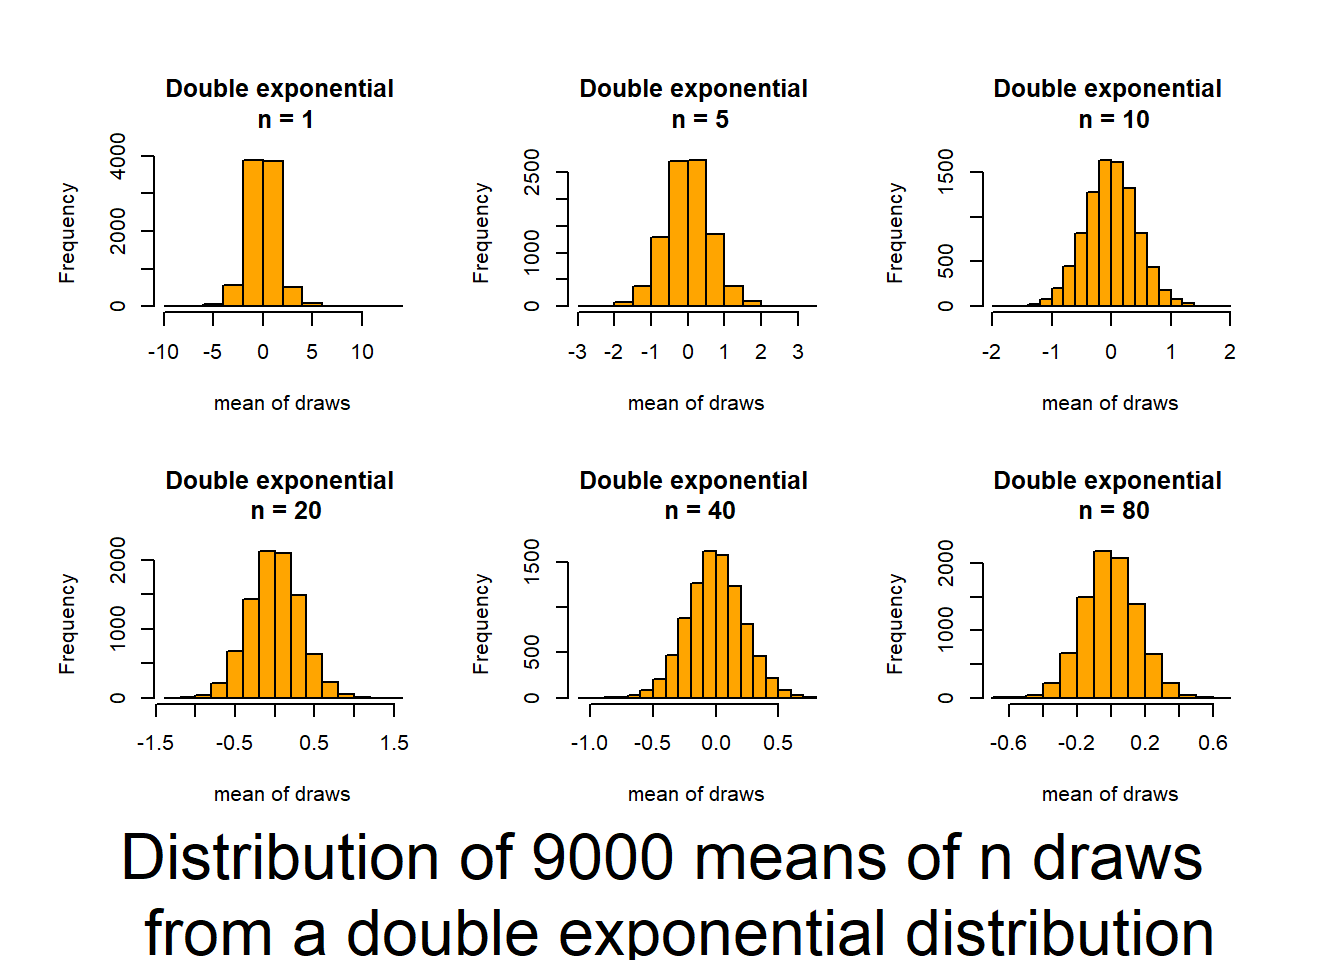 Double exponential
n = 1
Frequency
0 2000 4000
-10 -5 0 5 10
mean of draws
Double exponential
n = 5
Frequency
0 1000 2500
-3 -2 -1 0 1 2 3
mean of draws
Double exponential
n = 10
Frequency
0 500 1500
-2 -1 0 1 2
mean of draws
Double exponential
n = 20
Frequency
0 1000 2000
-1.5 -0.5 0.5 1.5
mean of draws
Double exponential
n = 40
Frequency
0 500 1500
-1.0 -0.5 0.0 0.5
mean of draws
Double exponential
n = 80
Frequency
0 1000 2000
-0.6 -0.2 0.2 0.6
mean of draws
Distribution of 9000 means of n draws
from a double exponential distribution